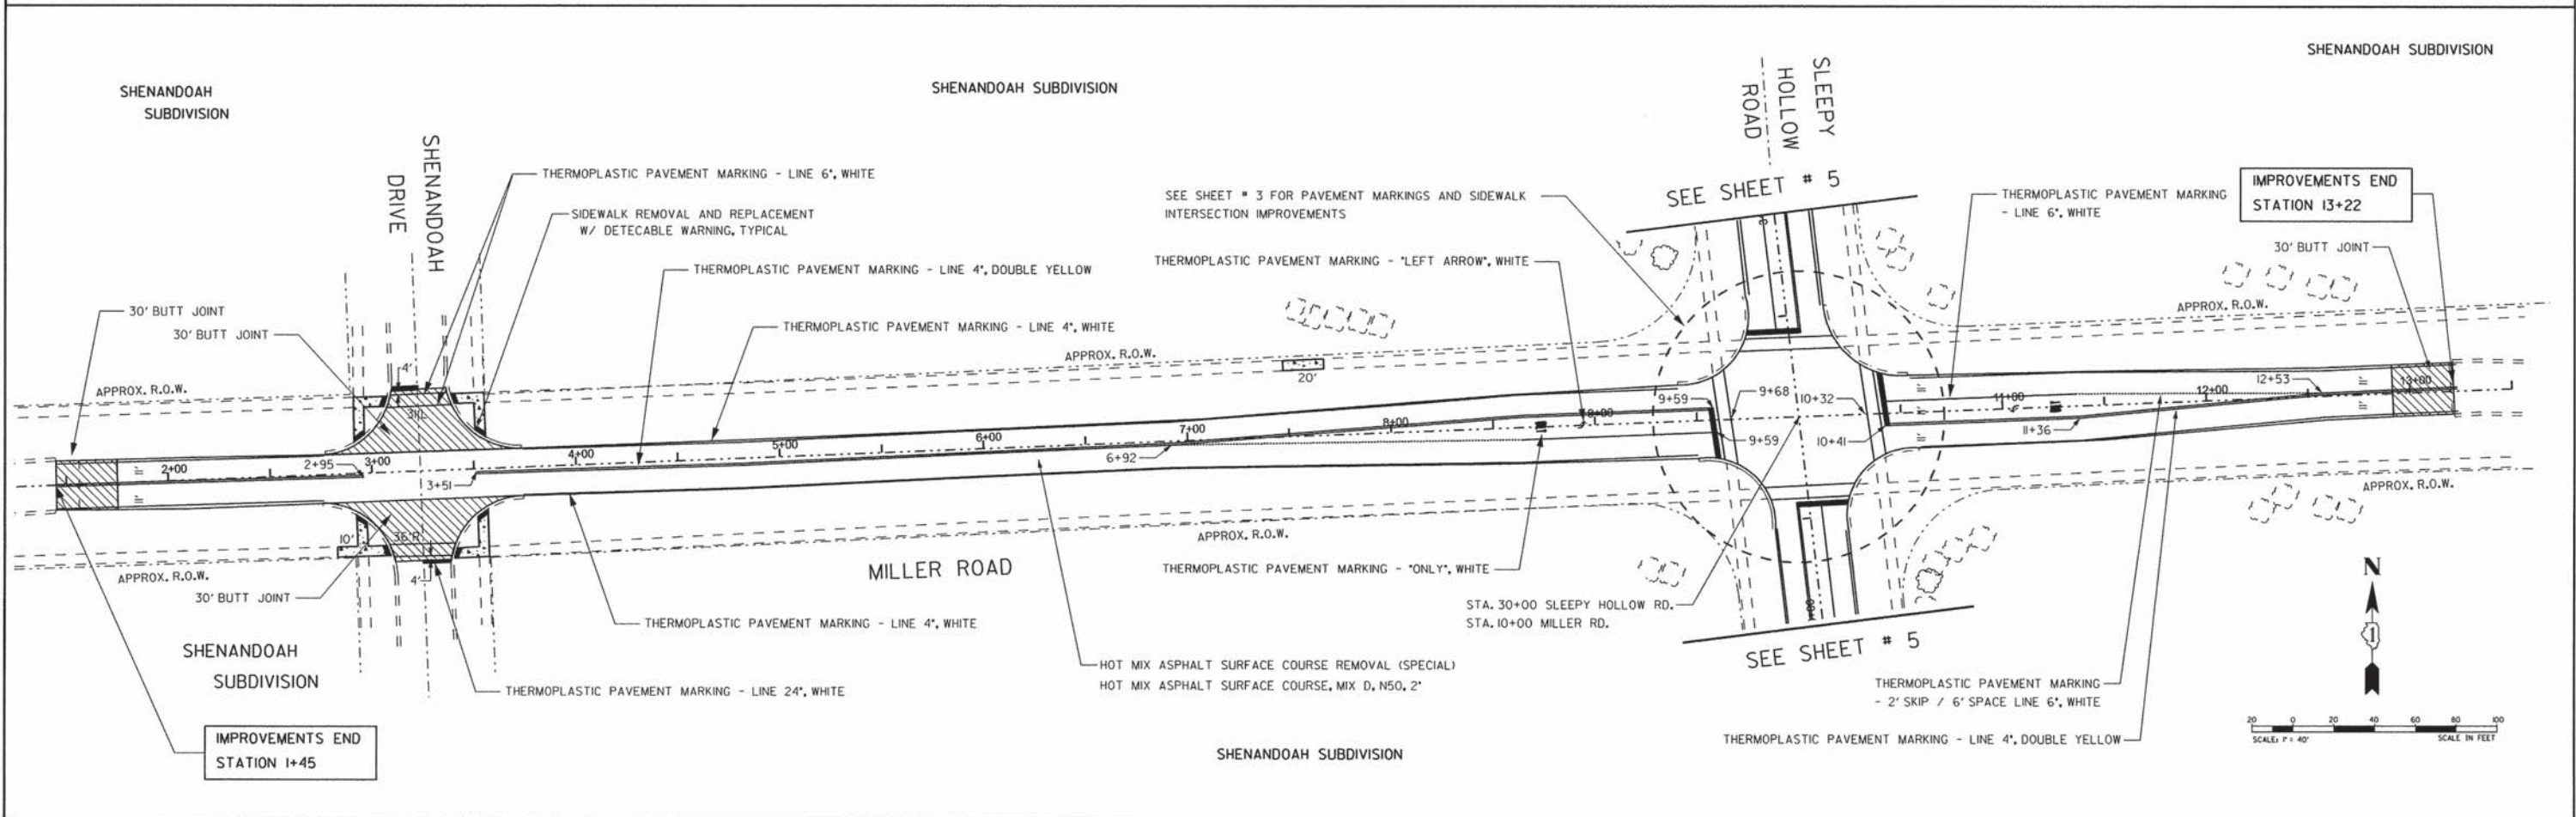 SHENANDOAH
SUBDIVISION
SHENANDOAH SUBDIVISION
SHENANDOAH SUBDIVISION
SHENANDOAH
DRIVE
SLEEPY
HOLLOW
ROAD
SEE SHEET # 5
THERMOPLASTIC PAVEMENT MARKING - LINE 6", WHITE
SIDEWALK REMOVAL AND REPLACEMENT
W/ DETECABLE WARNING, TYPICAL
THERMOPLASTIC PAVEMENT MARKING - LINE 4", DOUBLE YELLOW
THERMOPLASTIC PAVEMENT MARKING - LINE 4", WHITE
SEE SHEET # 3 FOR PAVEMENT MARKINGS AND SIDEWALK
INTERSECTION IMPROVEMENTS
THERMOPLASTIC PAVEMENT MARKING - "LEFT ARROW", WHITE
THERMOPLASTIC PAVEMENT MARKING
- LINE 6", WHITE
IMPROVEMENTS END
STATION 13+22
30' BUTT JOINT
30' BUTT JOINT
30' BUTT JOINT
APPROX. R.O.W.
APPROX. R.O.W.
APPROX. R.O.W.
20'
4'
2+00
2+95
3+00
3+51
4+00
5+00
6+00
6+92
7+00
8+00
9+59
9+68
9+59
10+32
10+41
11+00
11+36
12+00
12+53
13+00
10'
36'R
4'
APPROX. R.O.W.
APPROX. R.O.W.
APPROX. R.O.W.
30' BUTT JOINT
MILLER ROAD
THERMOPLASTIC PAVEMENT MARKING - "ONLY", WHITE
STA. 30+00 SLEEPY HOLLOW RD.
STA. 10+00 MILLER RD.
SEE SHEET # 5
THERMOPLASTIC PAVEMENT MARKING - LINE 4", WHITE
SHENANDOAH
SUBDIVISION
HOT MIX ASPHALT SURFACE COURSE REMOVAL (SPECIAL)
HOT MIX ASPHALT SURFACE COURSE, MIX D, N50, 2"
THERMOPLASTIC PAVEMENT MARKING - LINE 24", WHITE
THERMOPLASTIC PAVEMENT MARKING
- 2' SKIP / 6' SPACE LINE 6", WHITE
THERMOPLASTIC PAVEMENT MARKING - LINE 4", DOUBLE YELLOW
IMPROVEMENTS END
STATION 1+45
SHENANDOAH SUBDIVISION
N
1
20 0 20 40 60 80 100
SCALE: 1" = 40'
SCALE IN FEET